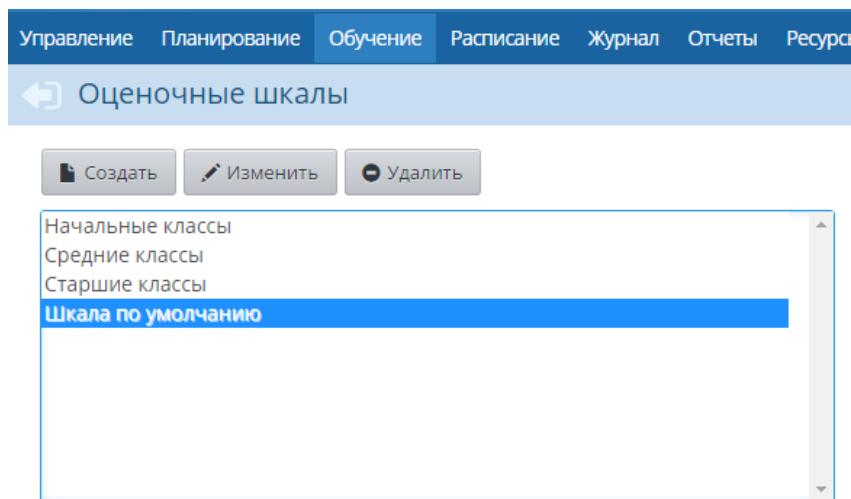 Управление Планирование Обучение Расписание Журнал Отчеты
Оценочные шкалы
Создать Изменить Удалить
Начальные классы
Средние классы
Старшие классы
Шкала по умолчанию